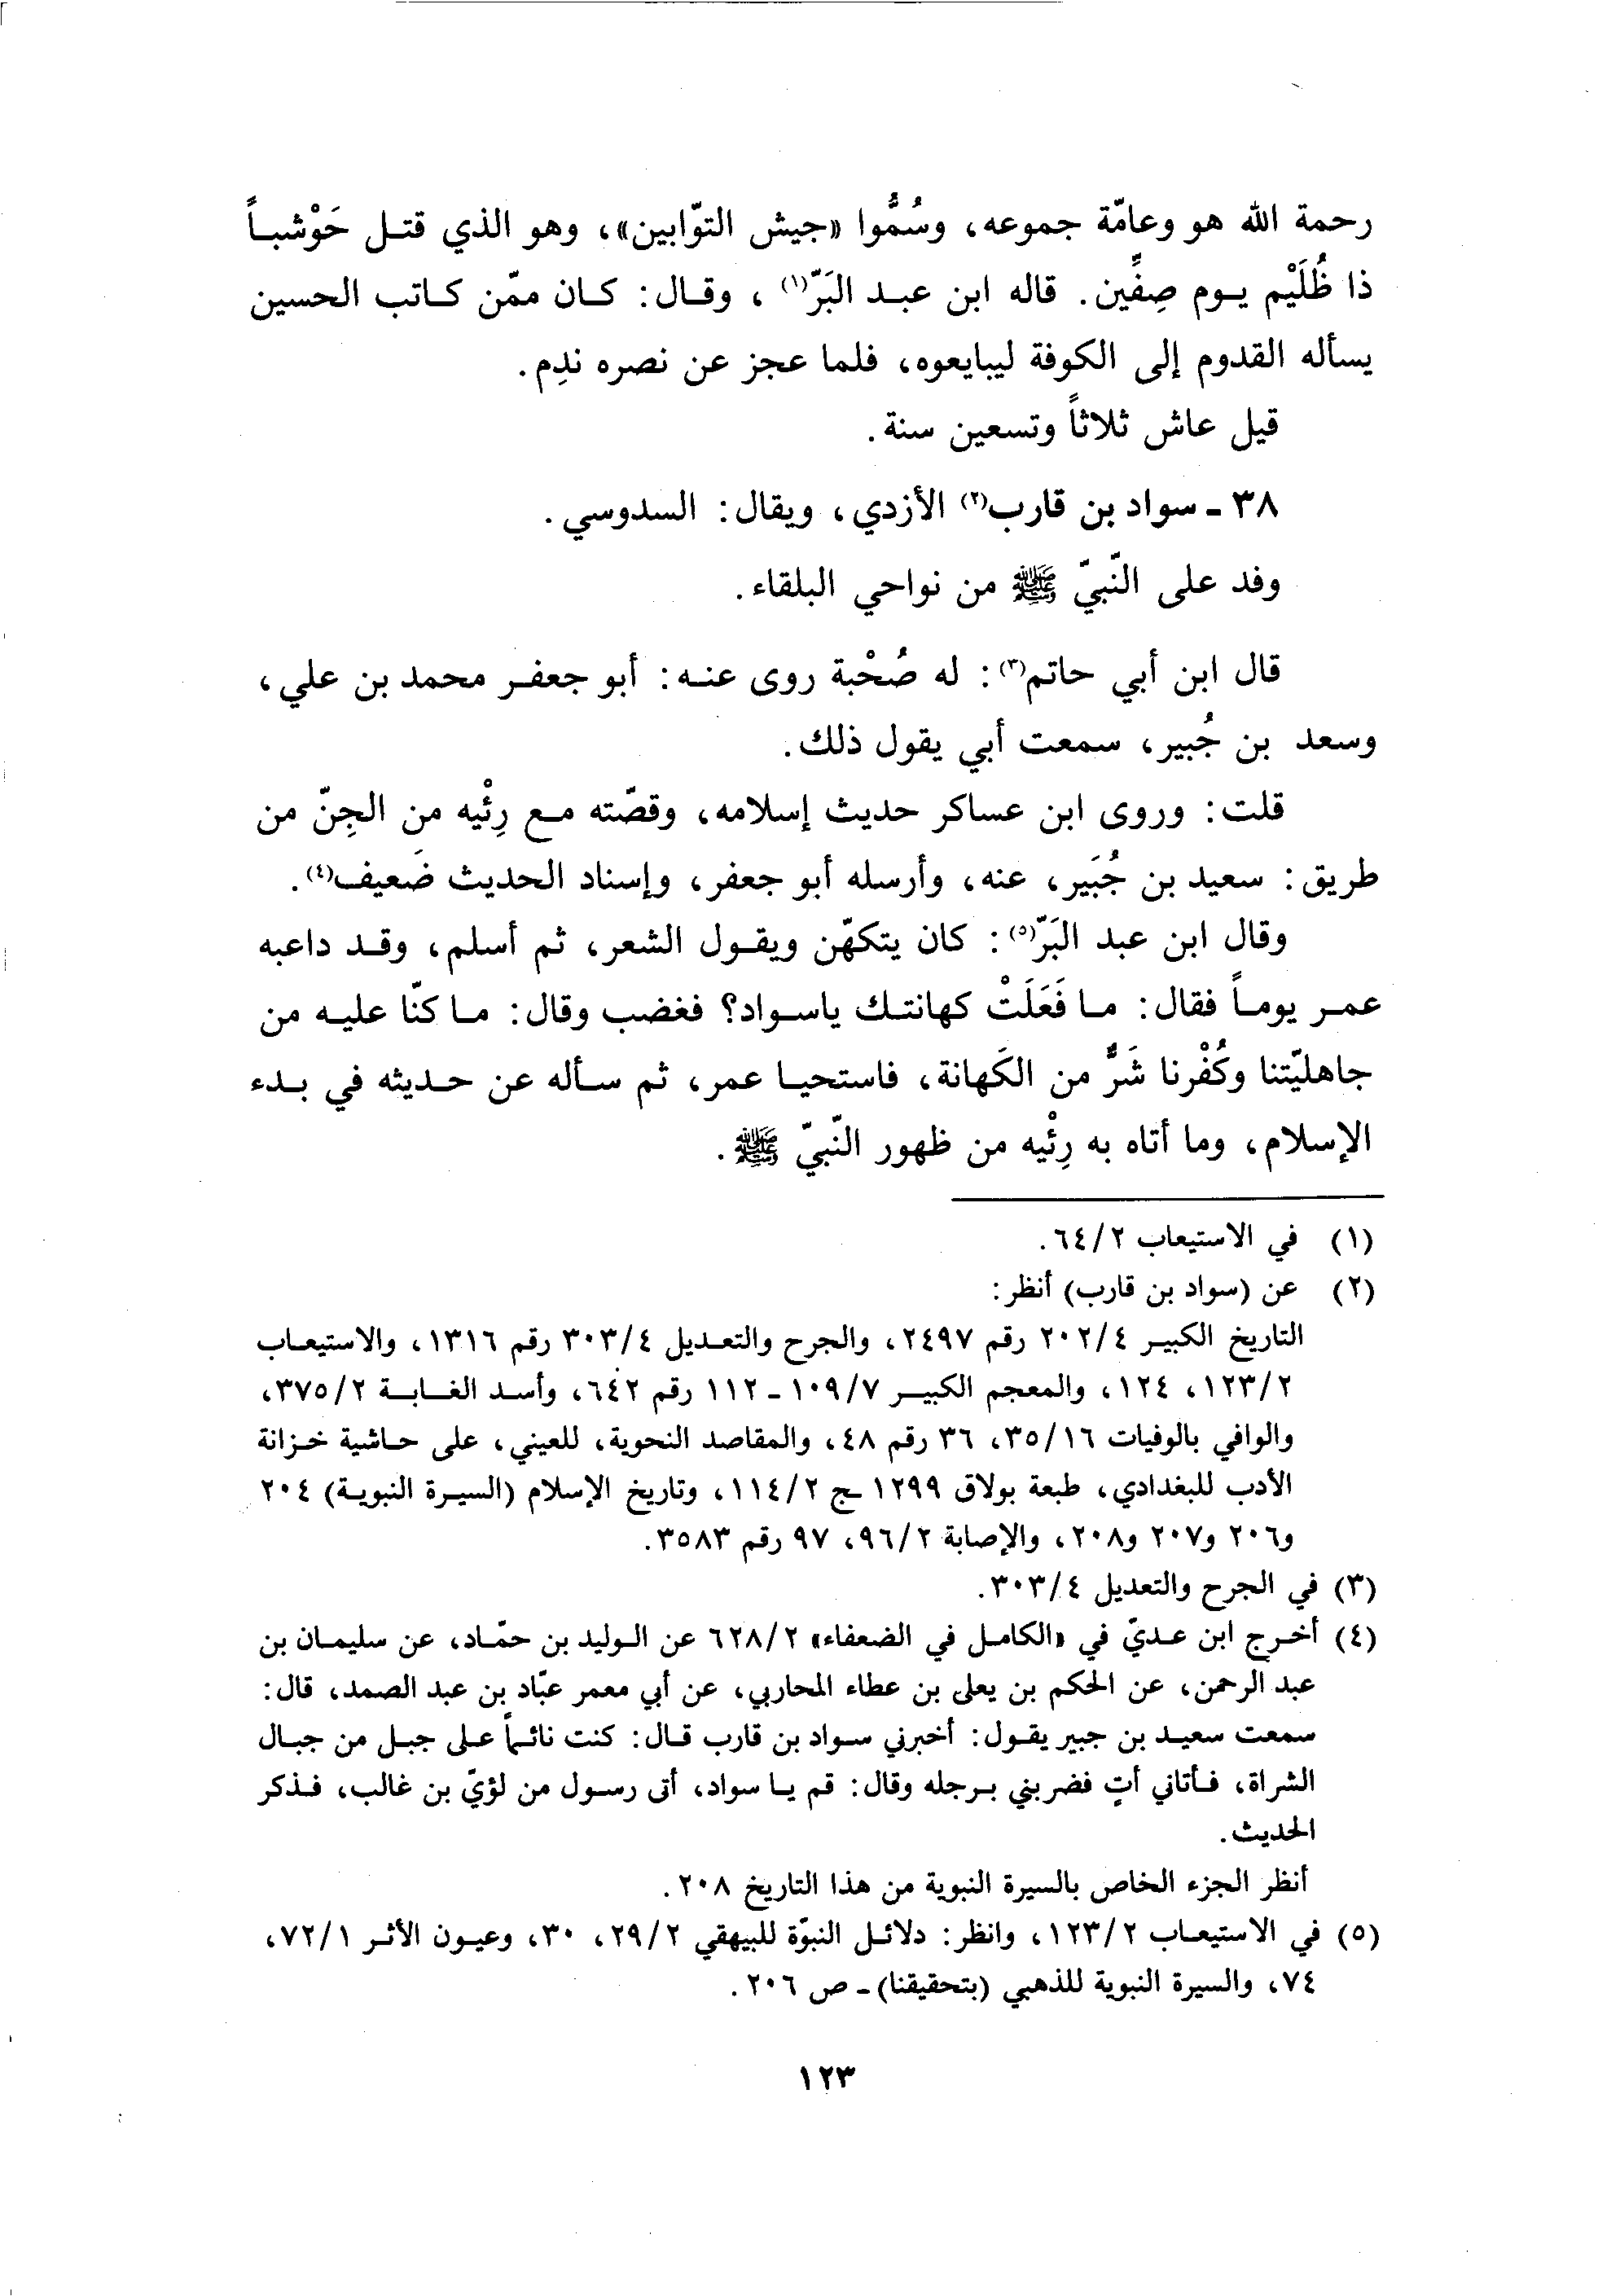 رحمة الله هو وعامّة جموعه، وسُمُّوا «جيش التوّابين»، وهو الذي قتل حَوْشباً
ذا ظُلَيْم يوم صِفِّين. قاله ابن عبد البَرّ(١)، وقال: كان ممّن كاتب الحسين
يسأله القدوم إلى الكوفة ليبايعوه، فلما عجز عن نصره ندِم.
قيل عاش ثلاثاً وتسعين سنة.
٣٨ - سواد بن قارب(٢) الأزدي، ويقال: السدوسي.
وفد على النّبيّ ﷺ من نواحي البلقاء.
قال ابن أبي حاتم(٣): له صُحْبة روى عنه: أبو جعفر محمد بن علي،
وسعد بن جُبير، سمعت أبي يقول ذلك.
قلت: وروى ابن عساكر حديث إسلامه، وقصّته مع رِئْيه من الجِنّ من
طريق: سعيد بن جُبَير، عنه، وأرسله أبو جعفر، وإسناد الحديث ضَعيف(٤).
وقال ابن عبد البَرّ(٥): كان يتكهّن ويقول الشعر، ثم أسلم، وقد داعبه
عمر يوماً فقال: ما فَعَلَتْ كهانتك ياسواد؟ فغضب وقال: ما كنّا عليه من
جاهليّتنا وكُفْرنا شَرٌّ من الكَهانة، فاستحيا عمر، ثم سأله عن حديثه في بدء
الإسلام، وما أتاه به رِئْيه من ظهور النّبيّ ﷺ.
(١) في الاستيعاب ٦٤/٢.
(٢) عن (سواد بن قارب) أنظر:
التاريخ الكبير ٢٠٢/٤ رقم ٢٤٩٧، والجرح والتعديل ٣٠٣/٤ رقم ١٣١٦، والاستيعاب
١٢٣/٢، ١٢٤، والمعجم الكبير ١٠٩/٧ - ١١٢ رقم ٦٤٢، وأسد الغابة ٣٧٥/٢،
والوافي بالوفيات ٣٥/١٦، ٣٦ رقم ٤٨، والمقاصد النحوية، للعيني، على حاشية خزانة
الأدب للبغدادي، طبعة بولاق ١٢٩٩ ـج ١١٤/٢، وتاريخ الإسلام (السيرة النبوية) ٢٠٤
و٢٠٦ و٢٠٧ و٢٠٨، والإصابة ٩٦/٢، ٩٧ رقم ٣٥٨٣.
(٣) في الجرح والتعديل ٣٠٣/٤.
(٤) أخرج ابن عديّ في «الكامل في الضعفاء» ٦٢٨/٢ عن الوليد بن حمّاد، عن سليمان بن
عبد الرحمن، عن الحكم بن يعلى بن عطاء المحاربي، عن أبي معمر عبّاد بن عبد الصمد، قال:
سمعت سعيد بن جبير يقول: أخبرني سواد بن قارب قال: كنت نائماً على جبل من جبال
الشراة، فأتاني أتٍ فضربني برجله وقال: قم يا سواد، أتى رسول من لؤيّ بن غالب، فذكر
الحديث.
أنظر الجزء الخاص بالسيرة النبوية من هذا التاريخ ٢٠٨.
(٥) في الاستيعاب ١٢٣/٢، وانظر: دلائل النبوّة للبيهقي ٢٩/٢، ٣٠، وعيون الأثر ٧٢/١،
٧٤، والسيرة النبوية للذهبي (بتحقيقنا) - ص ٢٠٦.
١٢٣